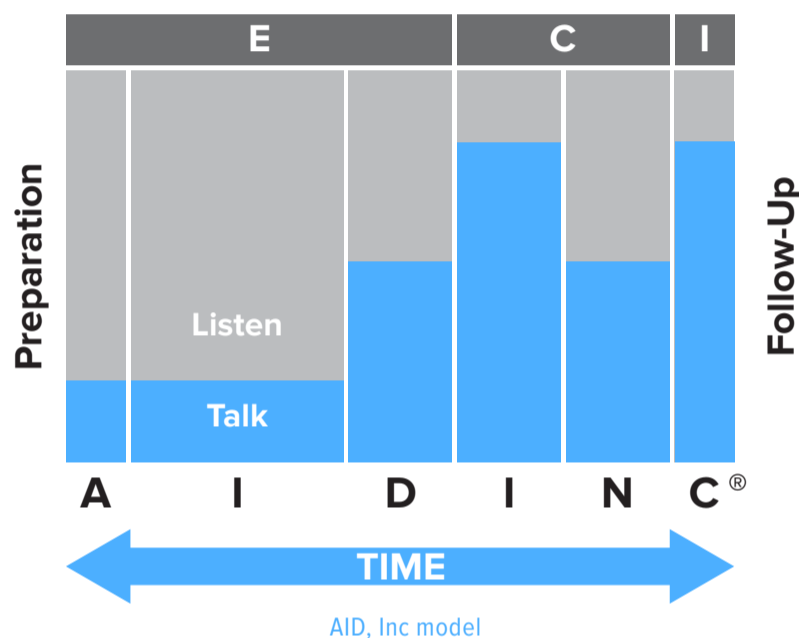 E C I
Preparation
Listen
Talk
Follow-Up
A I D I N C ®
TIME
AID, Inc model